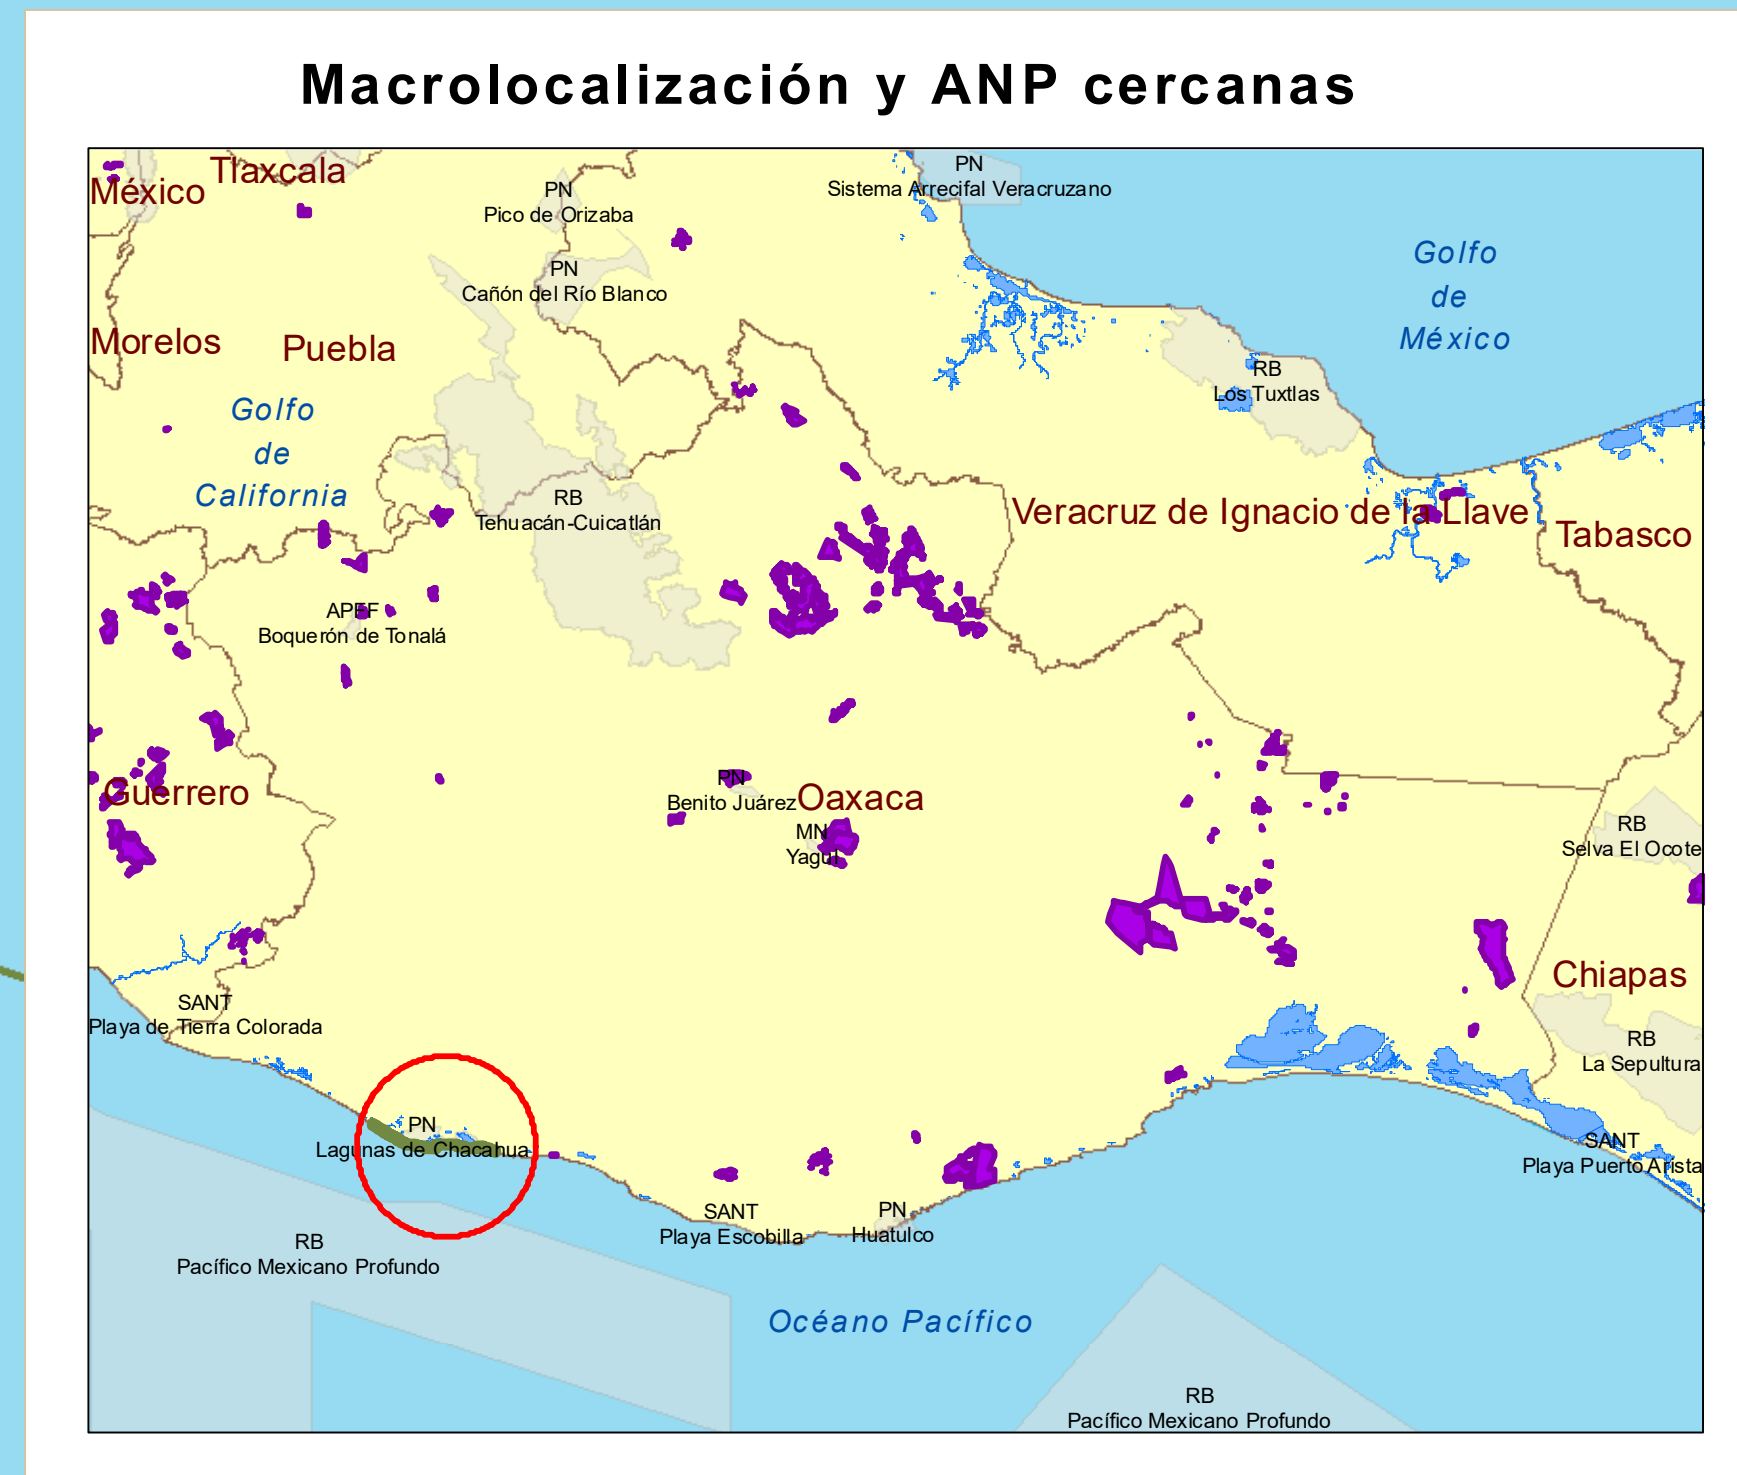 Macrolocalización y ANP cercanas
México
Tlaxcala
PN
Pico de Orizaba
PN
Sistema Arrecifal Veracruzano
PN
Cañón del Río Blanco
Golfo
de
México
Morelos
Puebla
RB
Los Tuxtlas
Golfo
de
California
RB
Tehuacán-Cuicatlán
Veracruz de Ignacio de la Llave
Tabasco
APFF
Boquerón de Tonalá
Guerrero
PN
Benito Juárez
Oaxaca
MN
Yagul
RB
Selva El Ocote
Chiapas
SANT
Playa de Tierra Colorada
RB
La Sepultura
PN
Lagunas de Chacahua
SANT
Playa Puerto Arista
SANT
Playa Escobilla
PN
Huatulco
RB
Pacífico Mexicano Profundo
Océano Pacífico
RB
Pacífico Mexicano Profundo